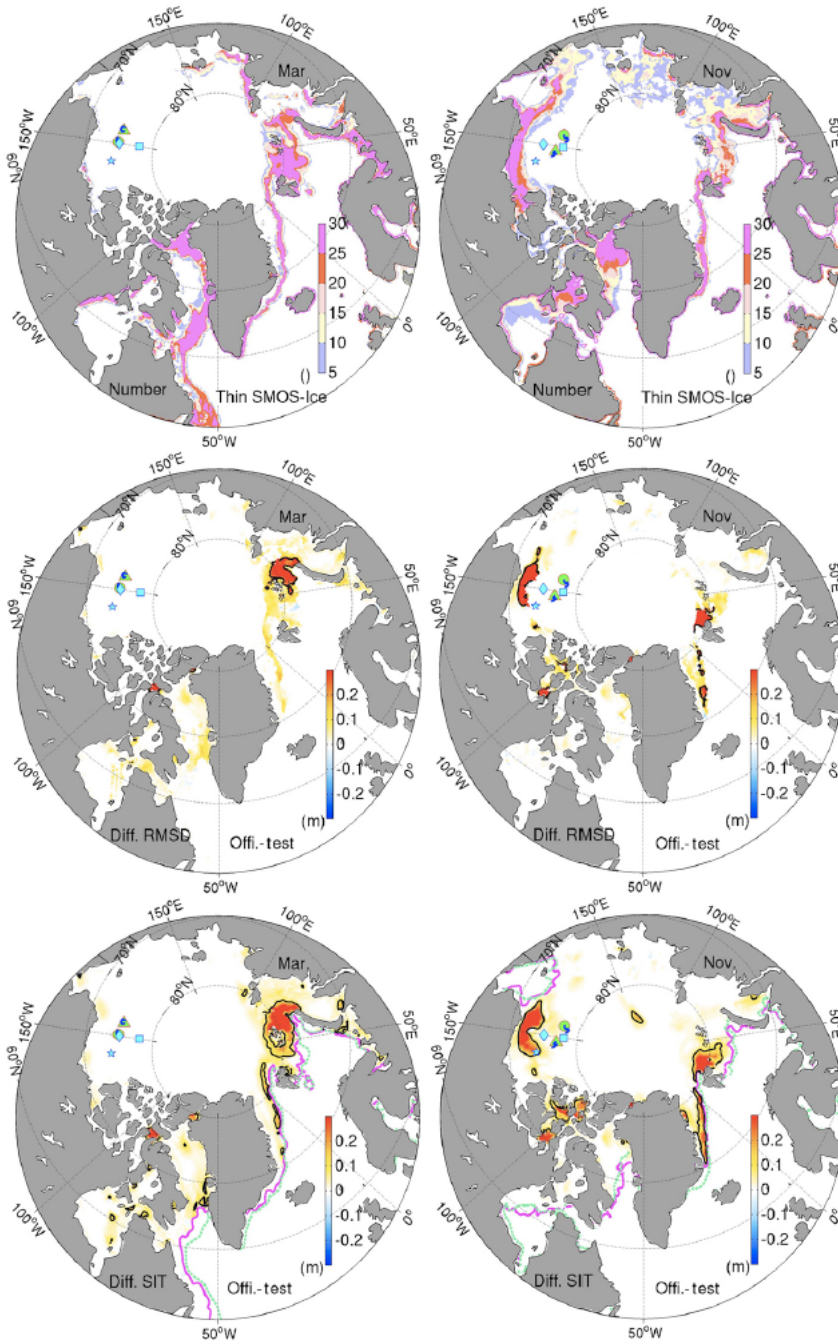 150°E
100°E
Mar
70°N
80°N
150°W
60°N
50°E
100°W
0°
30
25
20
15
10
5
()
Number
Thin SMOS-Ice
50°W
150°E
100°E
Nov
70°N
80°N
150°W
60°N
50°E
100°W
0°
30
25
20
15
10
5
()
Number
Thin SMOS-Ice
50°W
150°E
100°E
Mar
70°N
80°N
150°W
60°N
50°E
100°W
0°
0.2
0.1
0
-0.1
-0.2
(m)
Diff. RMSD
Offi.-test
50°W
150°E
100°E
Nov
70°N
80°N
150°W
60°N
50°E
100°W
0°
0.2
0.1
0
-0.1
-0.2
(m)
Diff. RMSD
Offi.-test
50°W
150°E
100°E
Mar
70°N
80°N
150°W
60°N
50°E
100°W
0°
0.2
0.1
0
-0.1
-0.2
(m)
Diff. SIT
Offi.-test
50°W
150°E
100°E
Nov
70°N
80°N
150°W
60°N
50°E
100°W
0°
0.2
0.1
0
-0.1
-0.2
(m)
Diff. SIT
Offi.-test
50°W